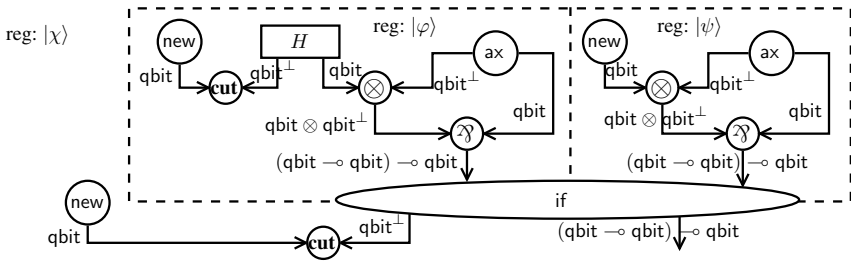 reg: |χ⟩
new
H
reg: |φ⟩
ax
new
reg: |ψ⟩
ax
qbit
cut
qbit⊥
qbit
⊗
qbit⊥
qbit
qbit
⊗
qbit⊥
qbit
qbit ⊗ qbit⊥
⅋
qbit ⊗ qbit⊥
⅋
(qbit ⊸ qbit) ⊸ qbit
(qbit ⊸ qbit) ⊸ qbit
new
if
qbit
cut
qbit⊥
(qbit ⊸ qbit) ⊸ qbit